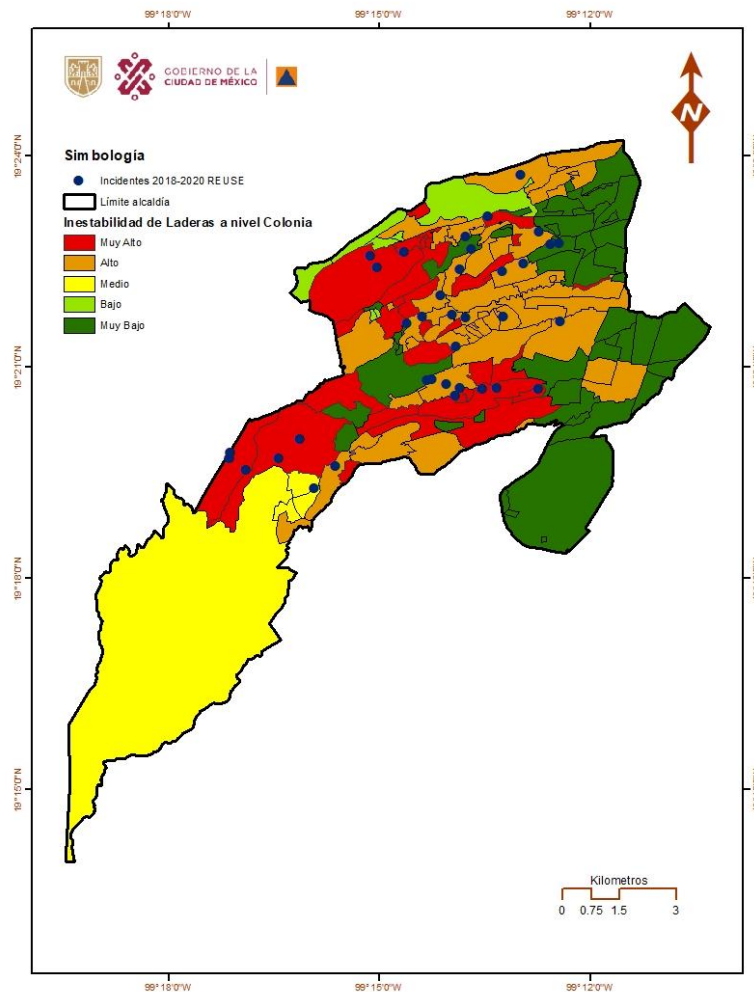 99°18'0"W 99°15'0"W 99°12'0"W
GOBIERNO DE LA
CIUDAD DE MÉXICO
N
19°24'0"N
Simbología
Incidentes 2018-2020 REUSE
Límite alcaldía
Inestabilidad de Laderas a nivel Colonia
Muy Alto
Alto
Medio
Bajo
Muy Bajo
19°21'0"N
19°18'0"N
19°15'0"N
Kilometros
0 0.75 1.5 3
99°18'0"W 99°15'0"W 99°12'0"W